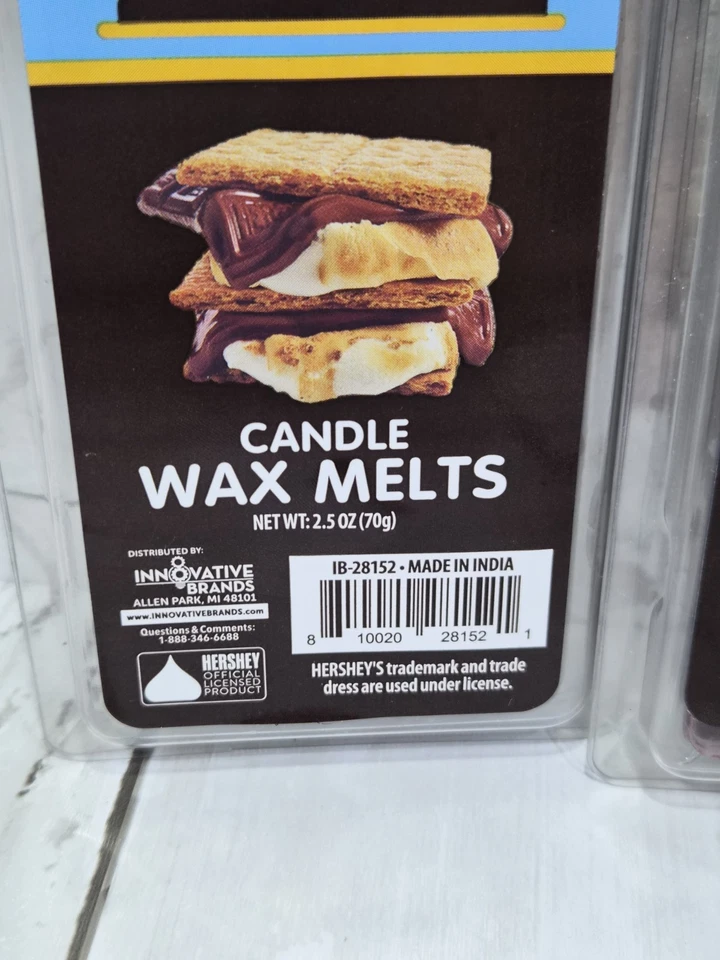 CANDLE
WAX MELTS
NET WT: 2.5 OZ (70g)
DISTRIBUTED BY:
INNOVATIVE
BRANDS
ALLEN PARK, MI 48101
www.INNOVATIVEBRANDS.com
Questions & Comments:
1-888-346-6688
HERSHEY
OFFICIAL
LICENSED
PRODUCT
IB-28152 • MADE IN INDIA
8 10020 28152 1
HERSHEY'S trademark and trade
dress are used under license.